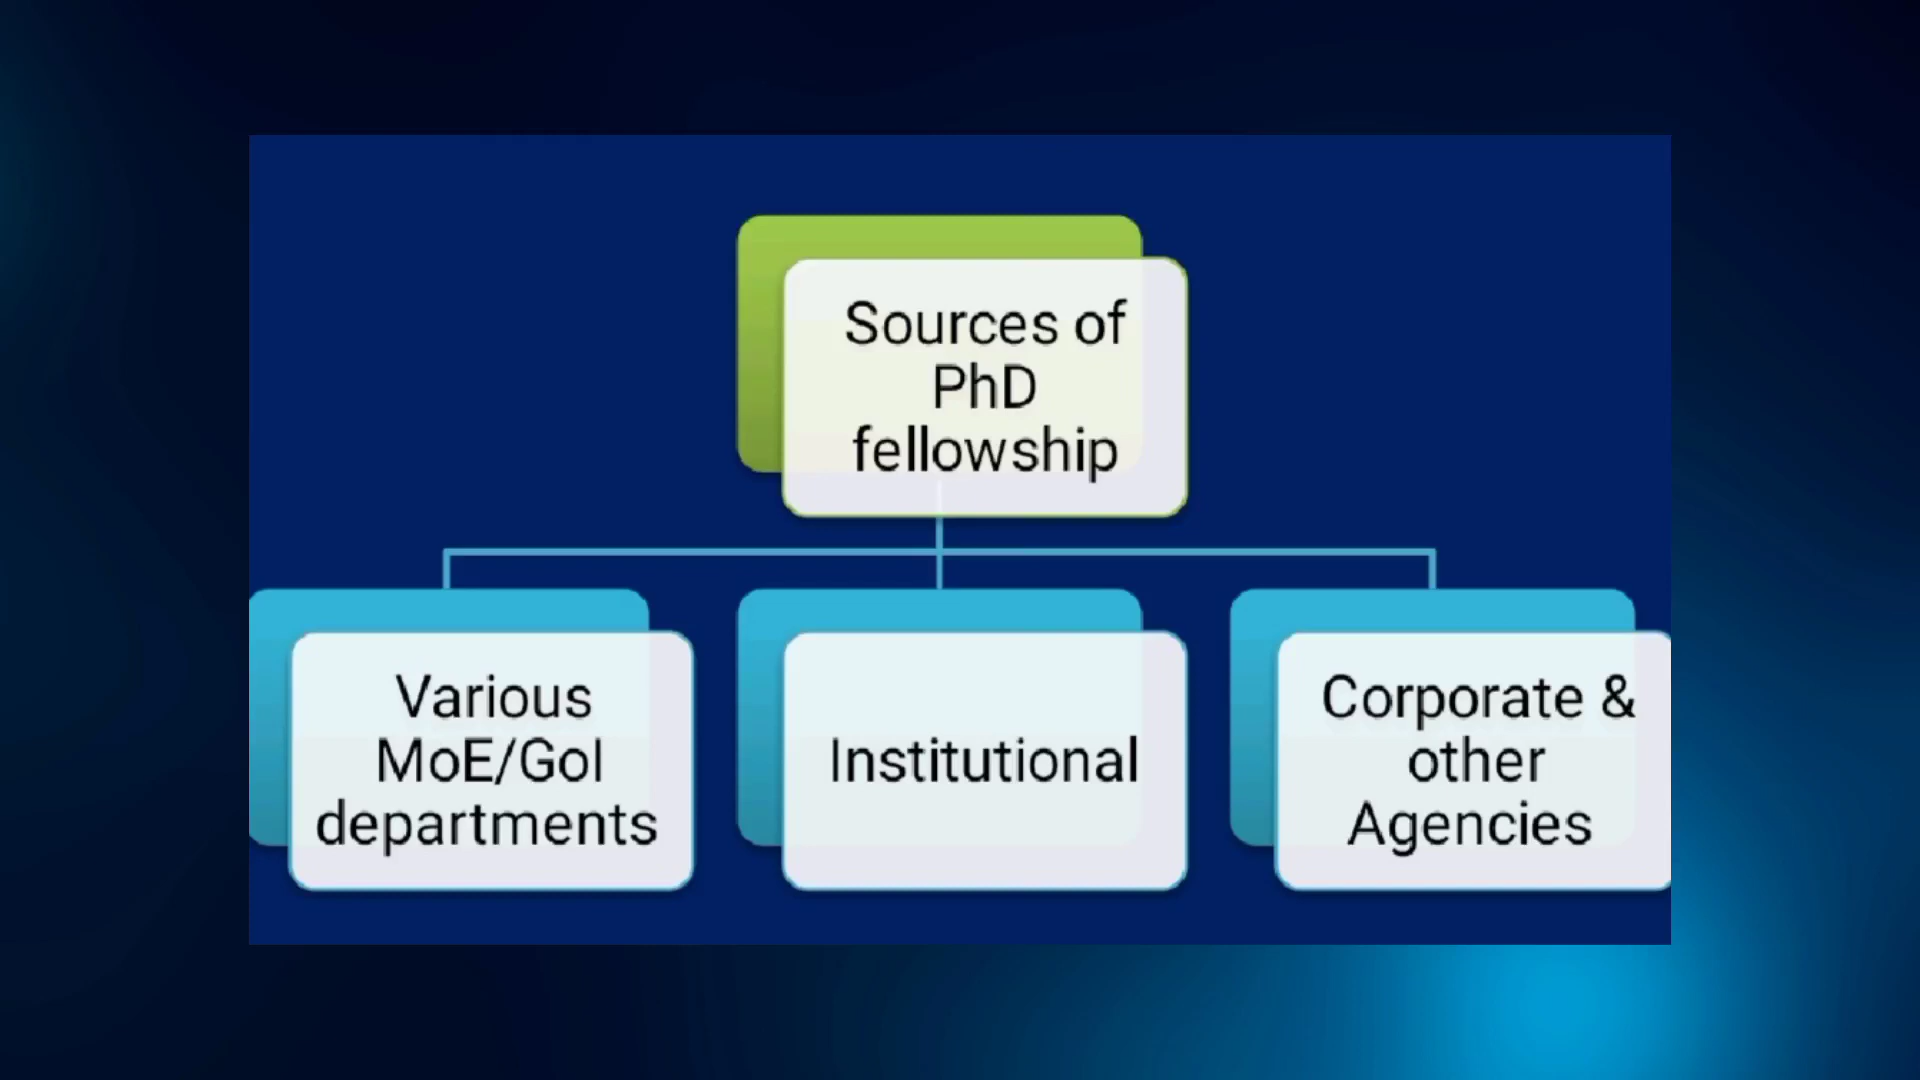 Sources of
PhD
fellowship
Various
MoE/GoI
departments
Institutional
Corporate &
other
Agencies